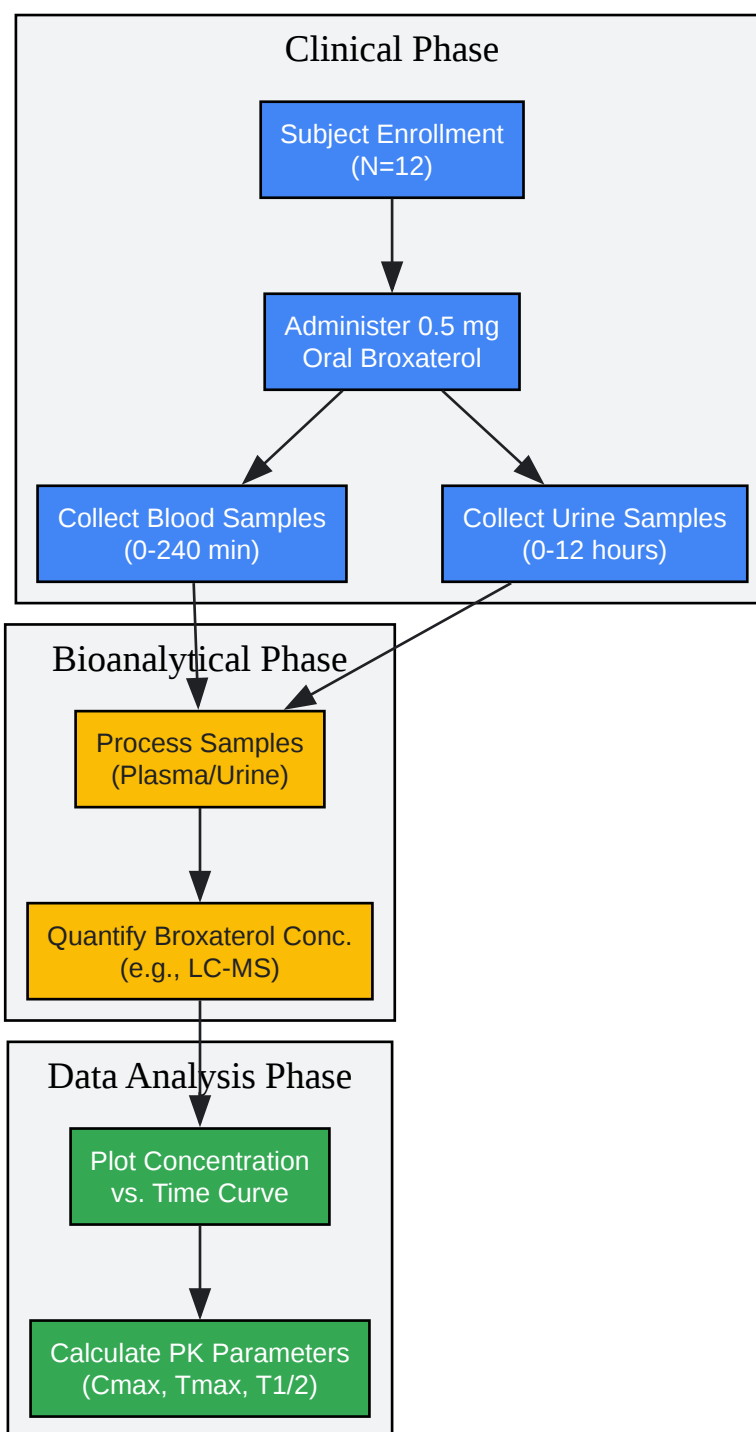 Clinical Phase
Subject Enrollment
(N=12)
Administer 0.5 mg
Oral Broxaterol
Collect Blood Samples
(0-240 min)
Collect Urine Samples
(0-12 hours)
Bioanalytical Phase
Process Samples
(Plasma/Urine)
Quantify Broxaterol Conc.
(e.g., LC-MS)
Data Analysis Phase
Plot Concentration
vs. Time Curve
Calculate PK Parameters
(Cmax, Tmax, T1/2)